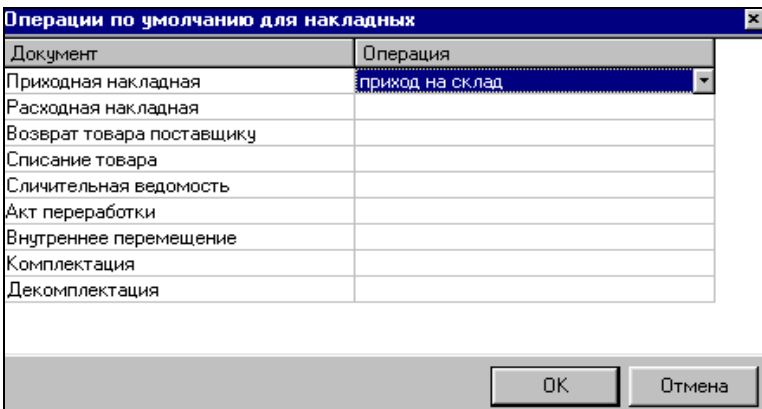 Операции по умолчанию для накладных
Документ Операция
Приходная накладная приход на склад
Расходная накладная
Возврат товара поставщику
Списание товара
Сличительная ведомость
Акт переработки
Внутреннее перемещение
Комплектация
Декомплектация
OK Отмена